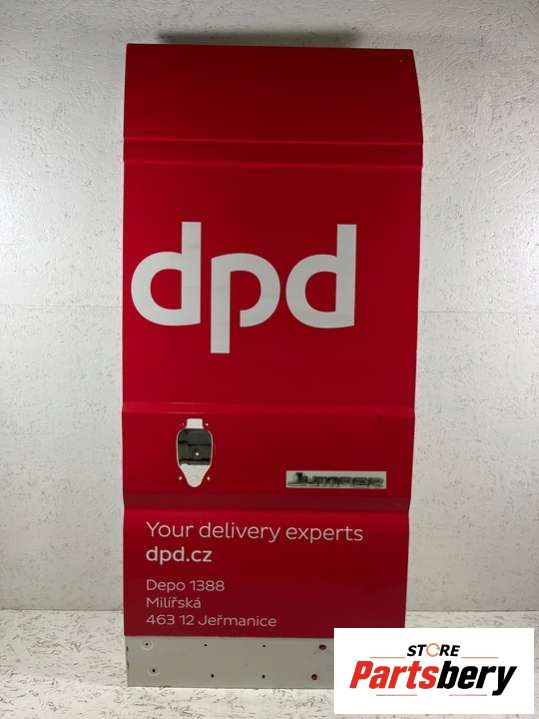 dpd
Jumper
Your delivery experts
dpd.cz
Depo 1388
Milířská
463 12 Jeřmanice
STORE
Partsbery